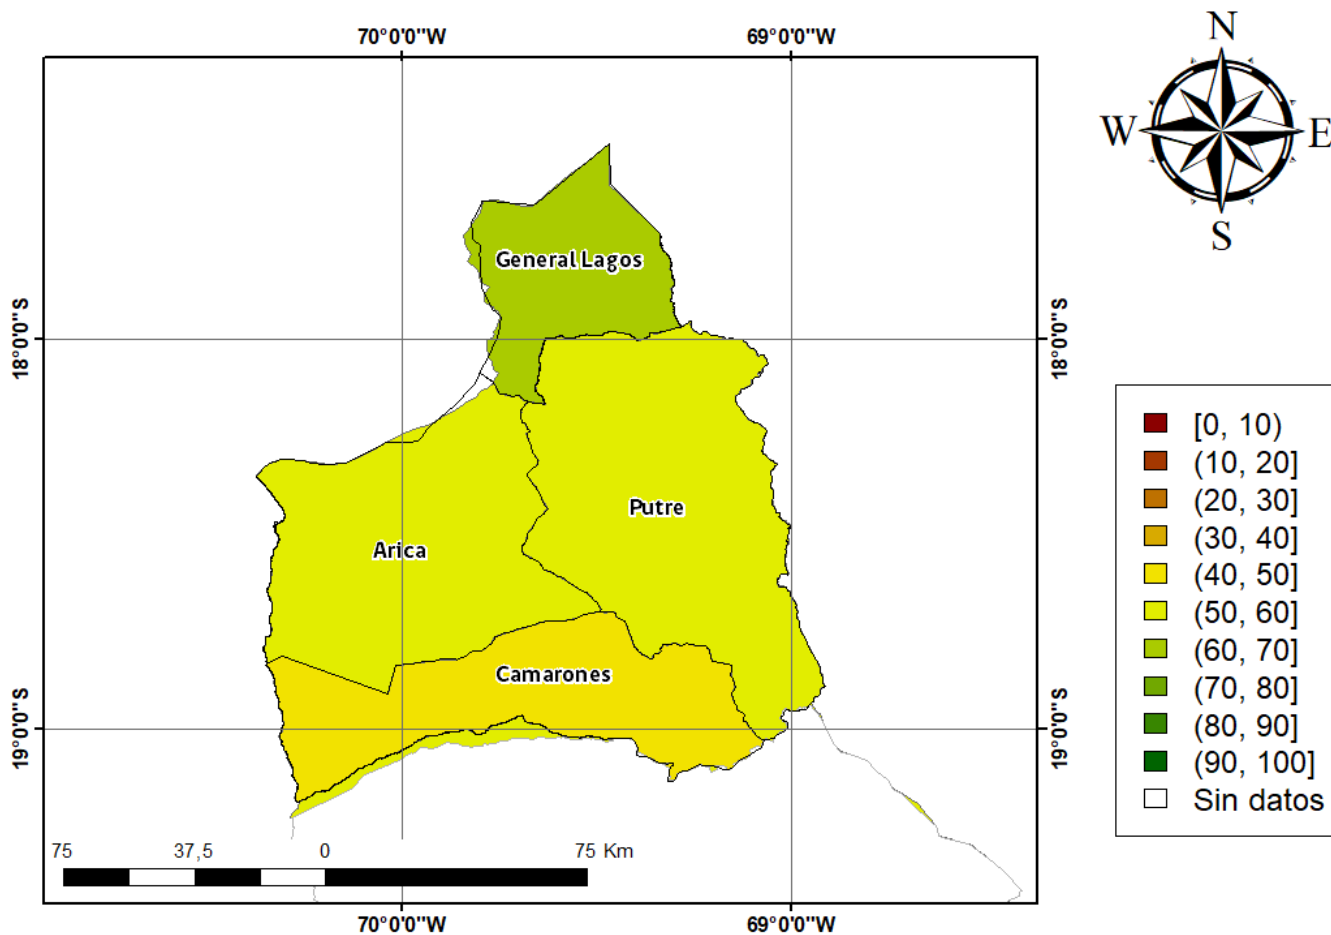 70°0'0"W 69°0'0"W
N
W E
S
General Lagos
18°0'0"S 18°0'0"S
[0, 10)
(10, 20]
(20, 30]
Putre
(30, 40]
Arica
(40, 50]
(50, 60]
(60, 70]
Camarones
(70, 80]
19°0'0"S 19°0'0"S
(80, 90]
(90, 100]
Sin datos
75 37,5 0 75 Km
70°0'0"W 69°0'0"W